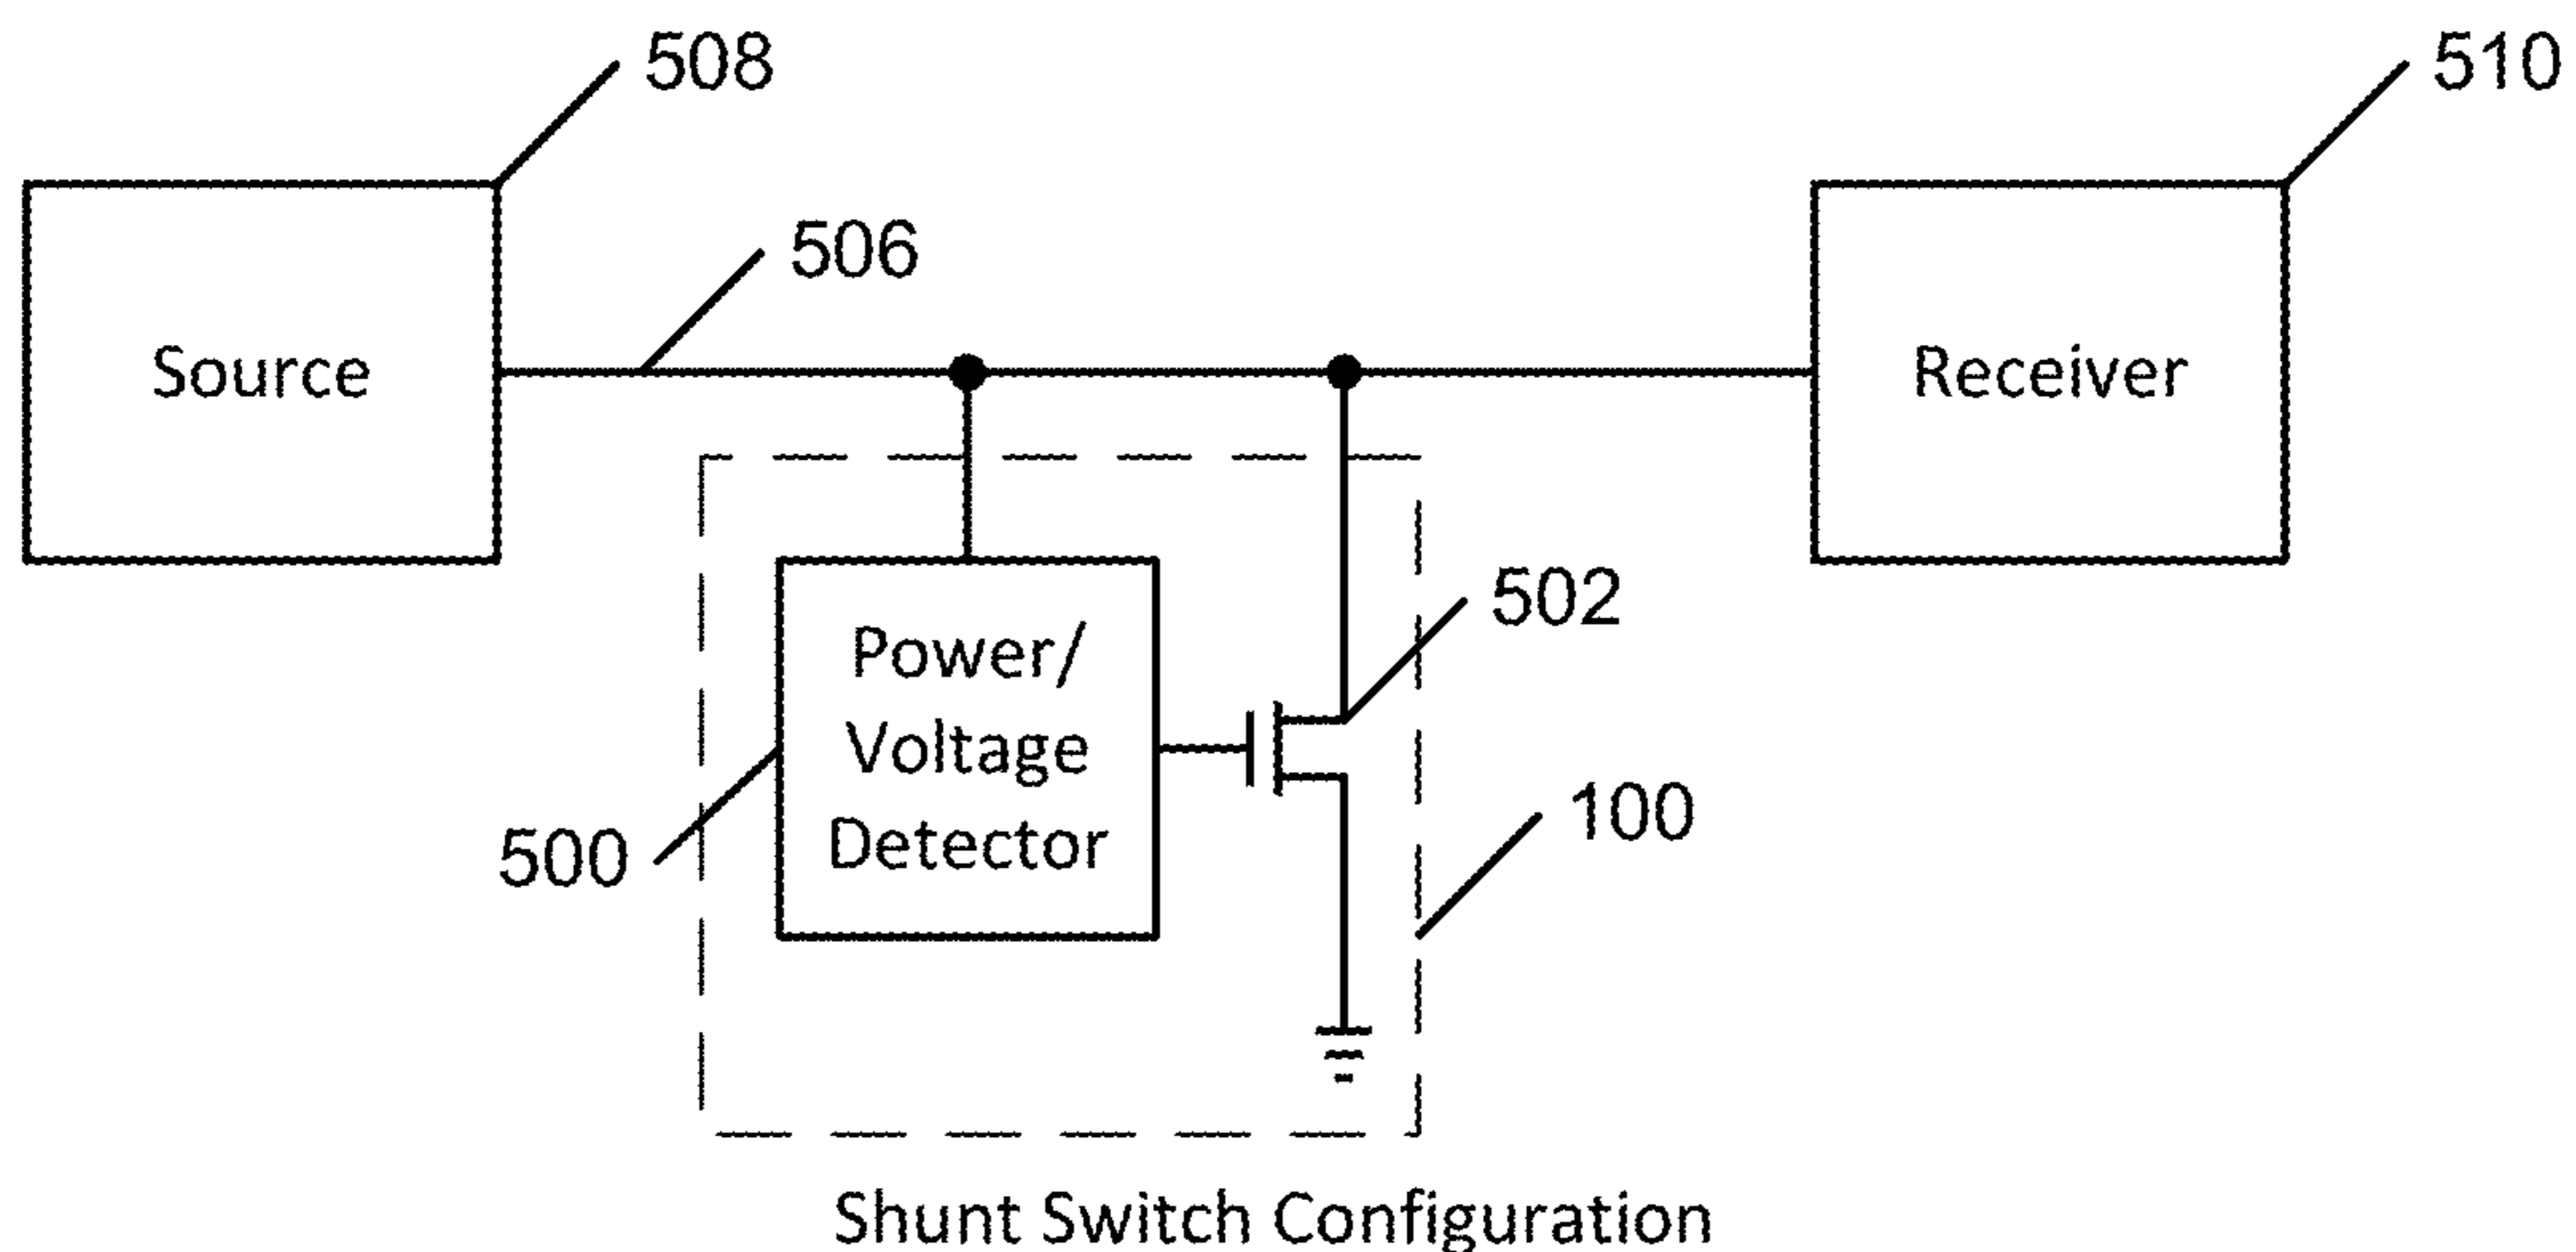 508
510
506
Source
Receiver
502
Power/
Voltage
Detector
500
100
Shunt Switch Configuration